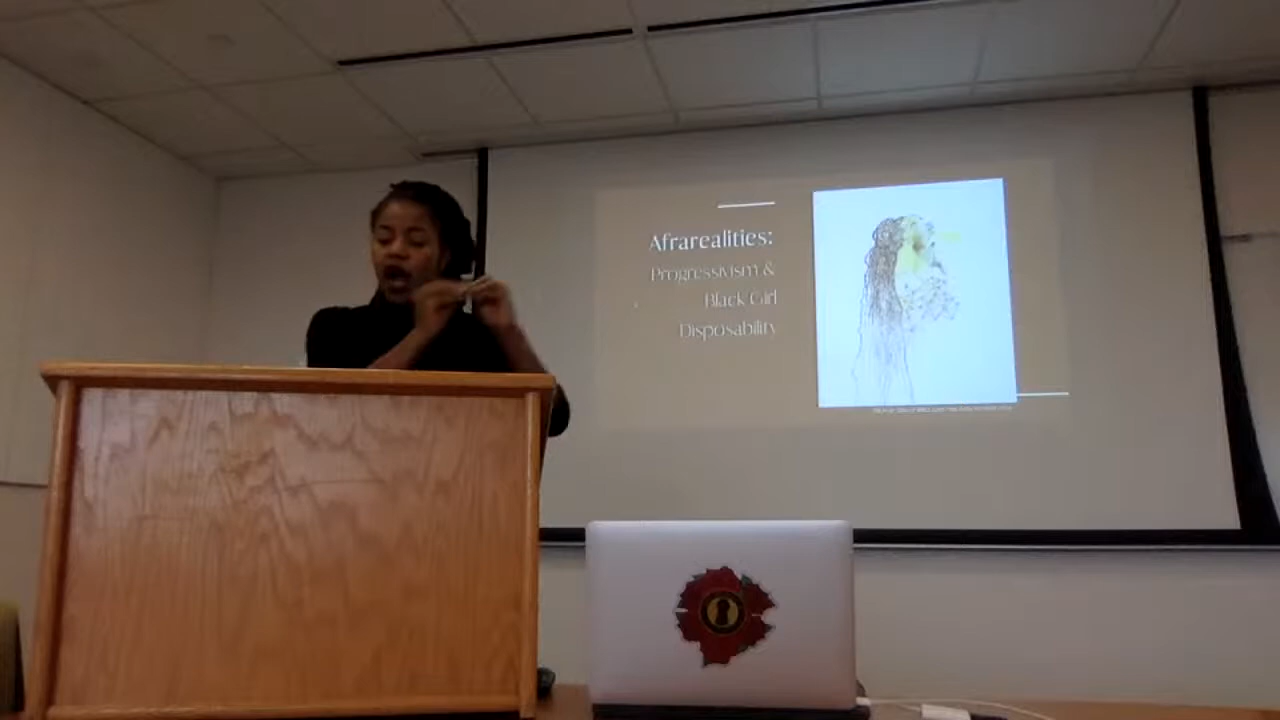 Afrarealities:
Progressivism &
Black Girl
Disposability